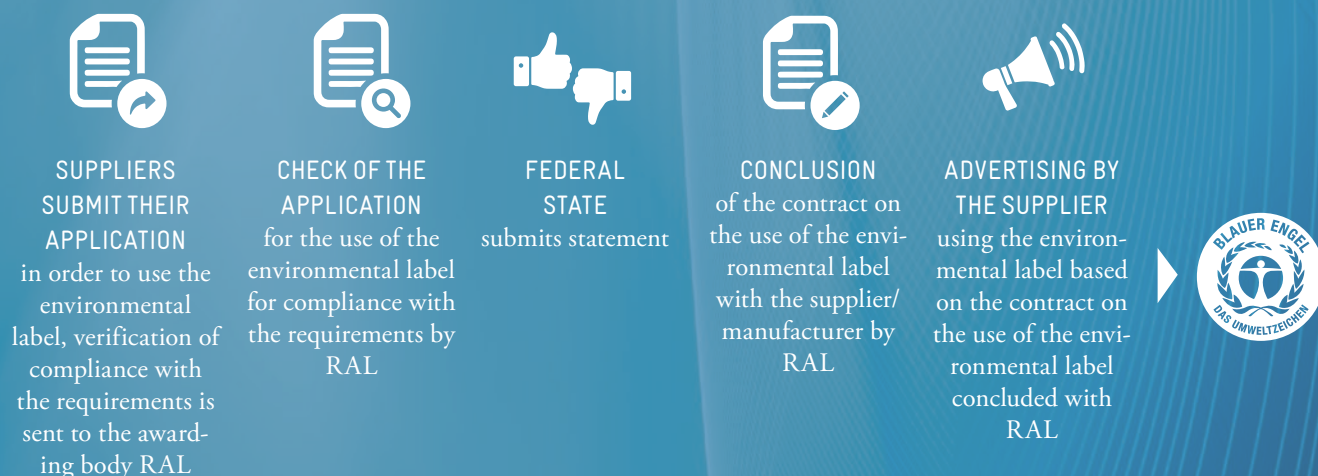 SUPPLIERS
SUBMIT THEIR
APPLICATION
in order to use the
environmental
label, verification of
compliance with
the requirements is
sent to the award-
ing body RAL
CHECK OF THE
APPLICATION
for the use of the
environmental label
for compliance with
the requirements by
RAL
FEDERAL
STATE
submits statement
CONCLUSION
of the contract on
the use of the envi-
ronmental label
with the supplier/
manufacturer by
RAL
ADVERTISING BY
THE SUPPLIER
using the environ-
mental label based
on the contract on
the use of the envi-
ronmental label
concluded with
RAL
BLAUER ENGEL
DAS UMWELTZEICHEN